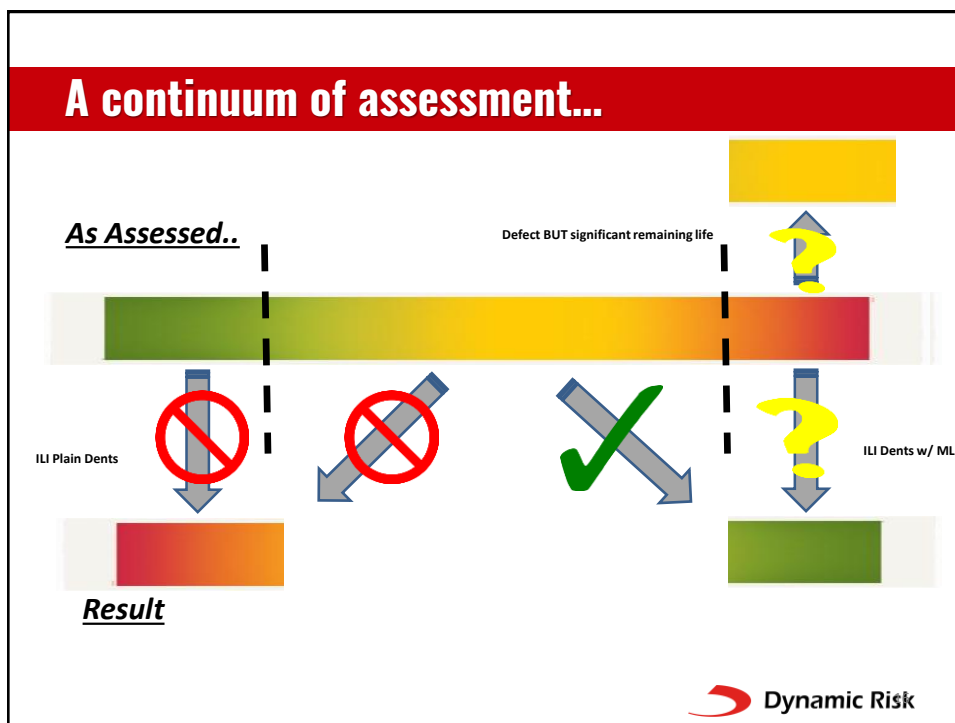 A continuum of assessment...
As Assessed..
Defect BUT significant remaining life
?
?
ILI Plain Dents
ILI Dents w/ ML
Result
Dynamic Risk